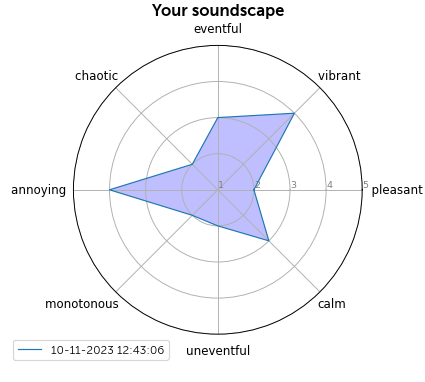 Your soundscape
eventful
chaotic
vibrant
annoying
1 2 3 4 5
pleasant
monotonous
calm
uneventful
10-11-2023 12:43:06